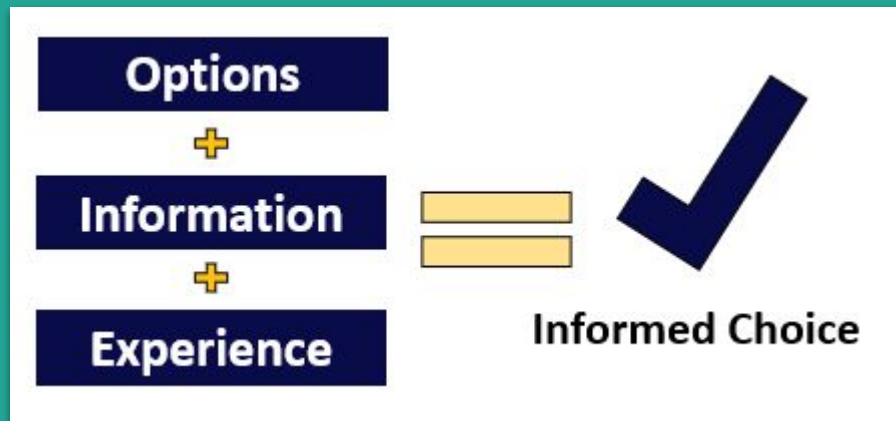 Options
+
Information
+
Experience
=
Informed Choice